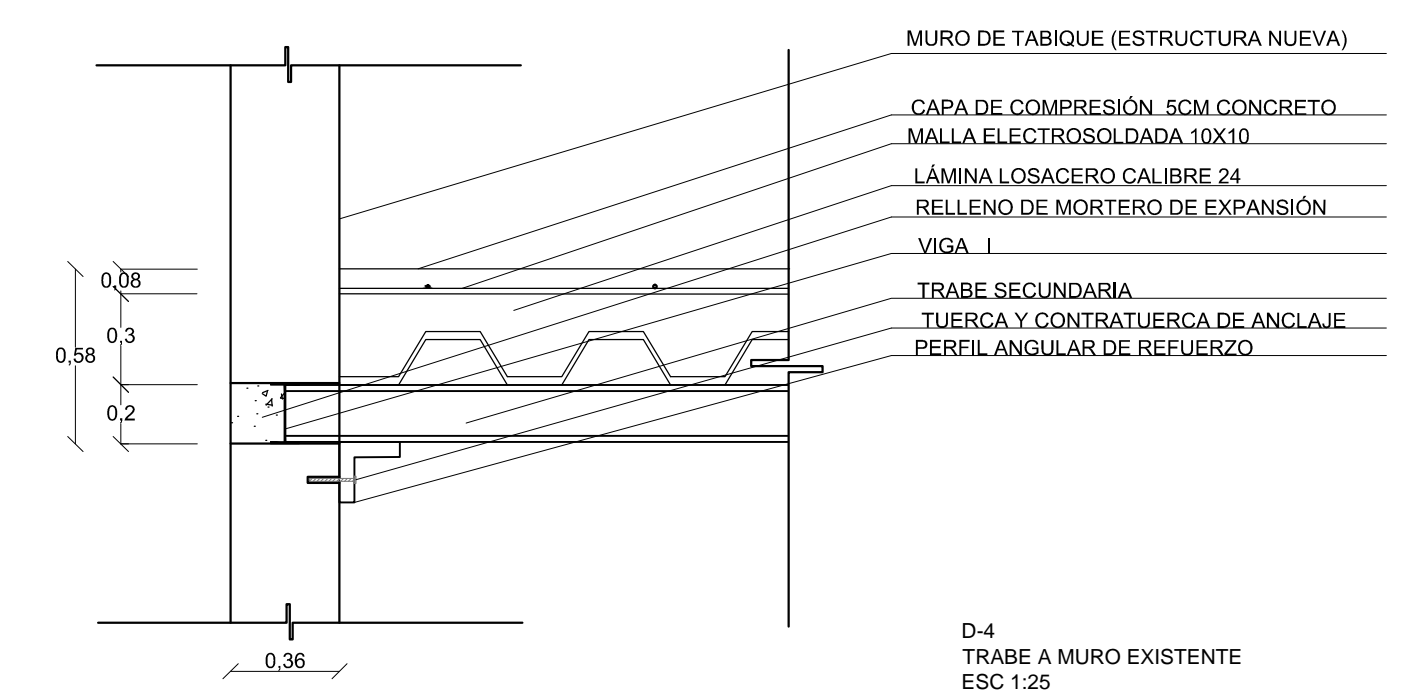 MURO DE TABIQUE (ESTRUCTURA NUEVA)
CAPA DE COMPRESIÓN 5CM CONCRETO
MALLA ELECTROSOLDADA 10X10
LÁMINA LOSACERO CALIBRE 24
RELLENO DE MORTERO DE EXPANSIÓN
VIGA I
TRABE SECUNDARIA
TUERCA Y CONTRATUERCA DE ANCLAJE
PERFIL ANGULAR DE REFUERZO
0,08
0,3
0,58
0,2
0,36
D-4
TRABE A MURO EXISTENTE
ESC 1:25